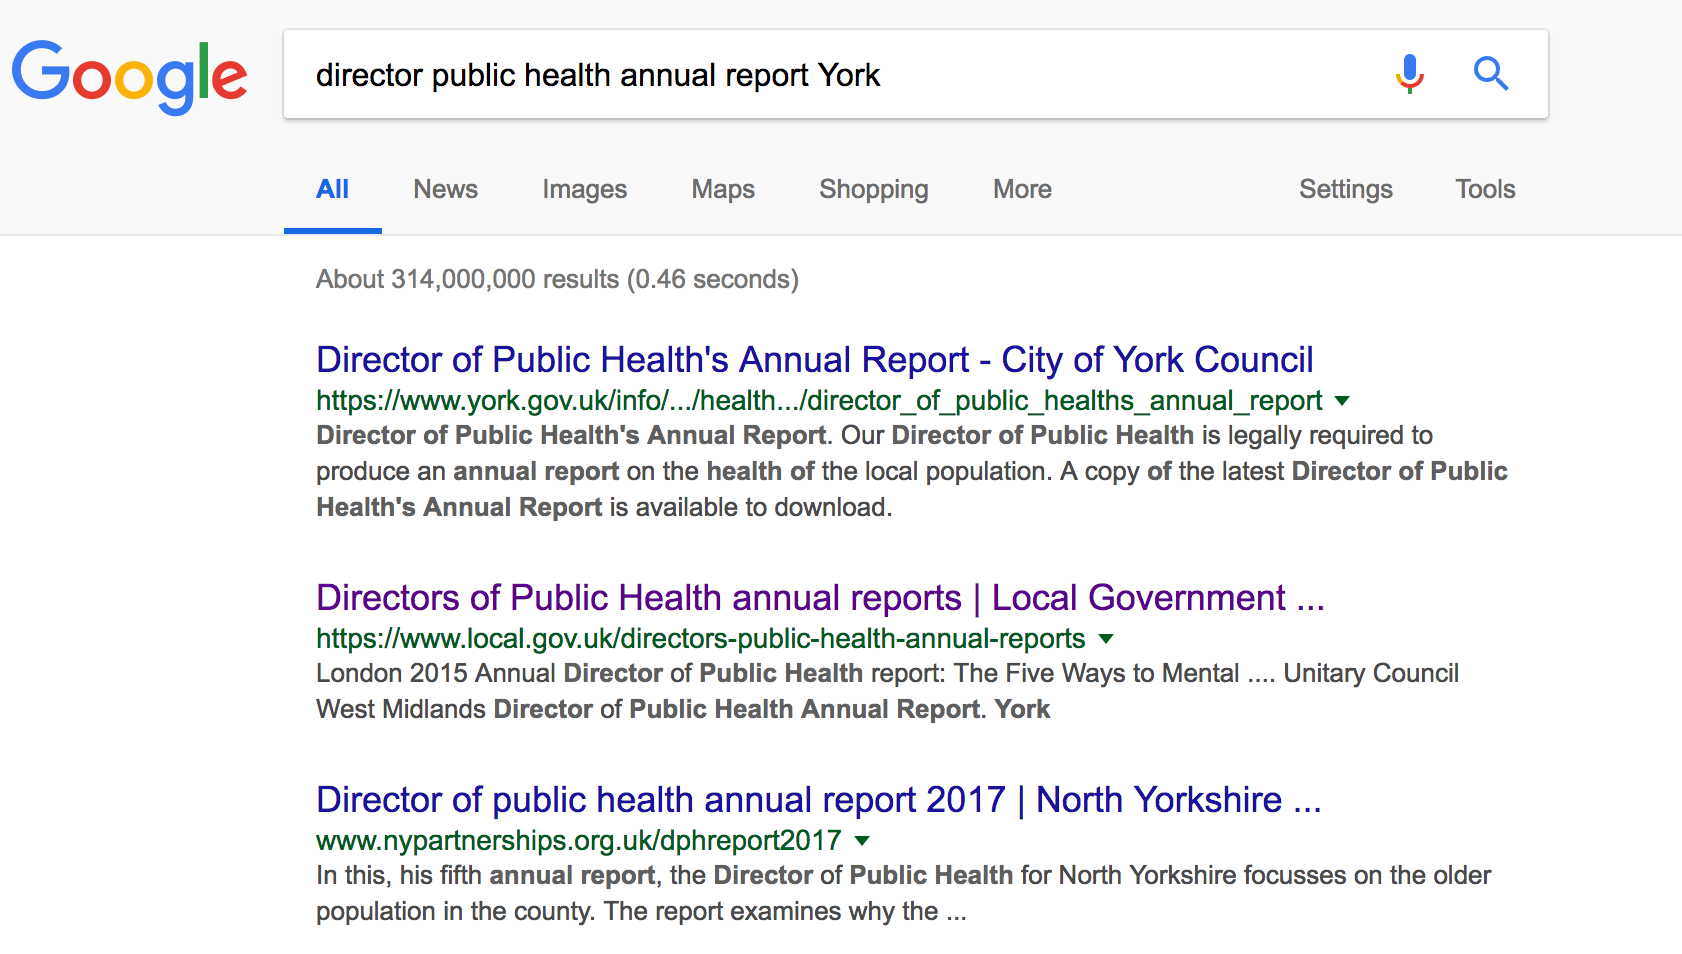 Google
director public health annual report York
All News Images Maps Shopping More Settings Tools
About 314,000,000 results (0.46 seconds)
Director of Public Health's Annual Report - City of York Council
https://www.york.gov.uk/info/.../health.../director_of_public_healths_annual_report
Director of Public Health's Annual Report. Our Director of Public Health is legally required to
produce an annual report on the health of the local population. A copy of the latest Director of Public
Health's Annual Report is available to download.
Directors of Public Health annual reports | Local Government ...
https://www.local.gov.uk/directors-public-health-annual-reports
London 2015 Annual Director of Public Health report: The Five Ways to Mental .... Unitary Council
West Midlands Director of Public Health Annual Report. York
Director of public health annual report 2017 | North Yorkshire ...
www.nypartnerships.org.uk/dphreport2017
In this, his fifth annual report, the Director of Public Health for North Yorkshire focusses on the older
population in the county. The report examines why the ...